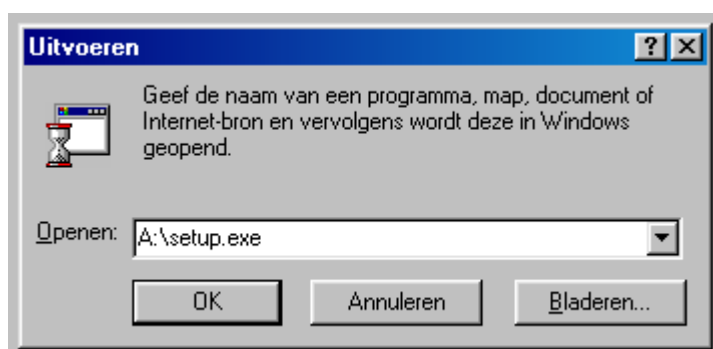 Uitvoeren
Geef de naam van een programma, map, document of
Internet-bron en vervolgens wordt deze in Windows
geopend.
Openen: A:\setup.exe
OK Annuleren Bladeren...